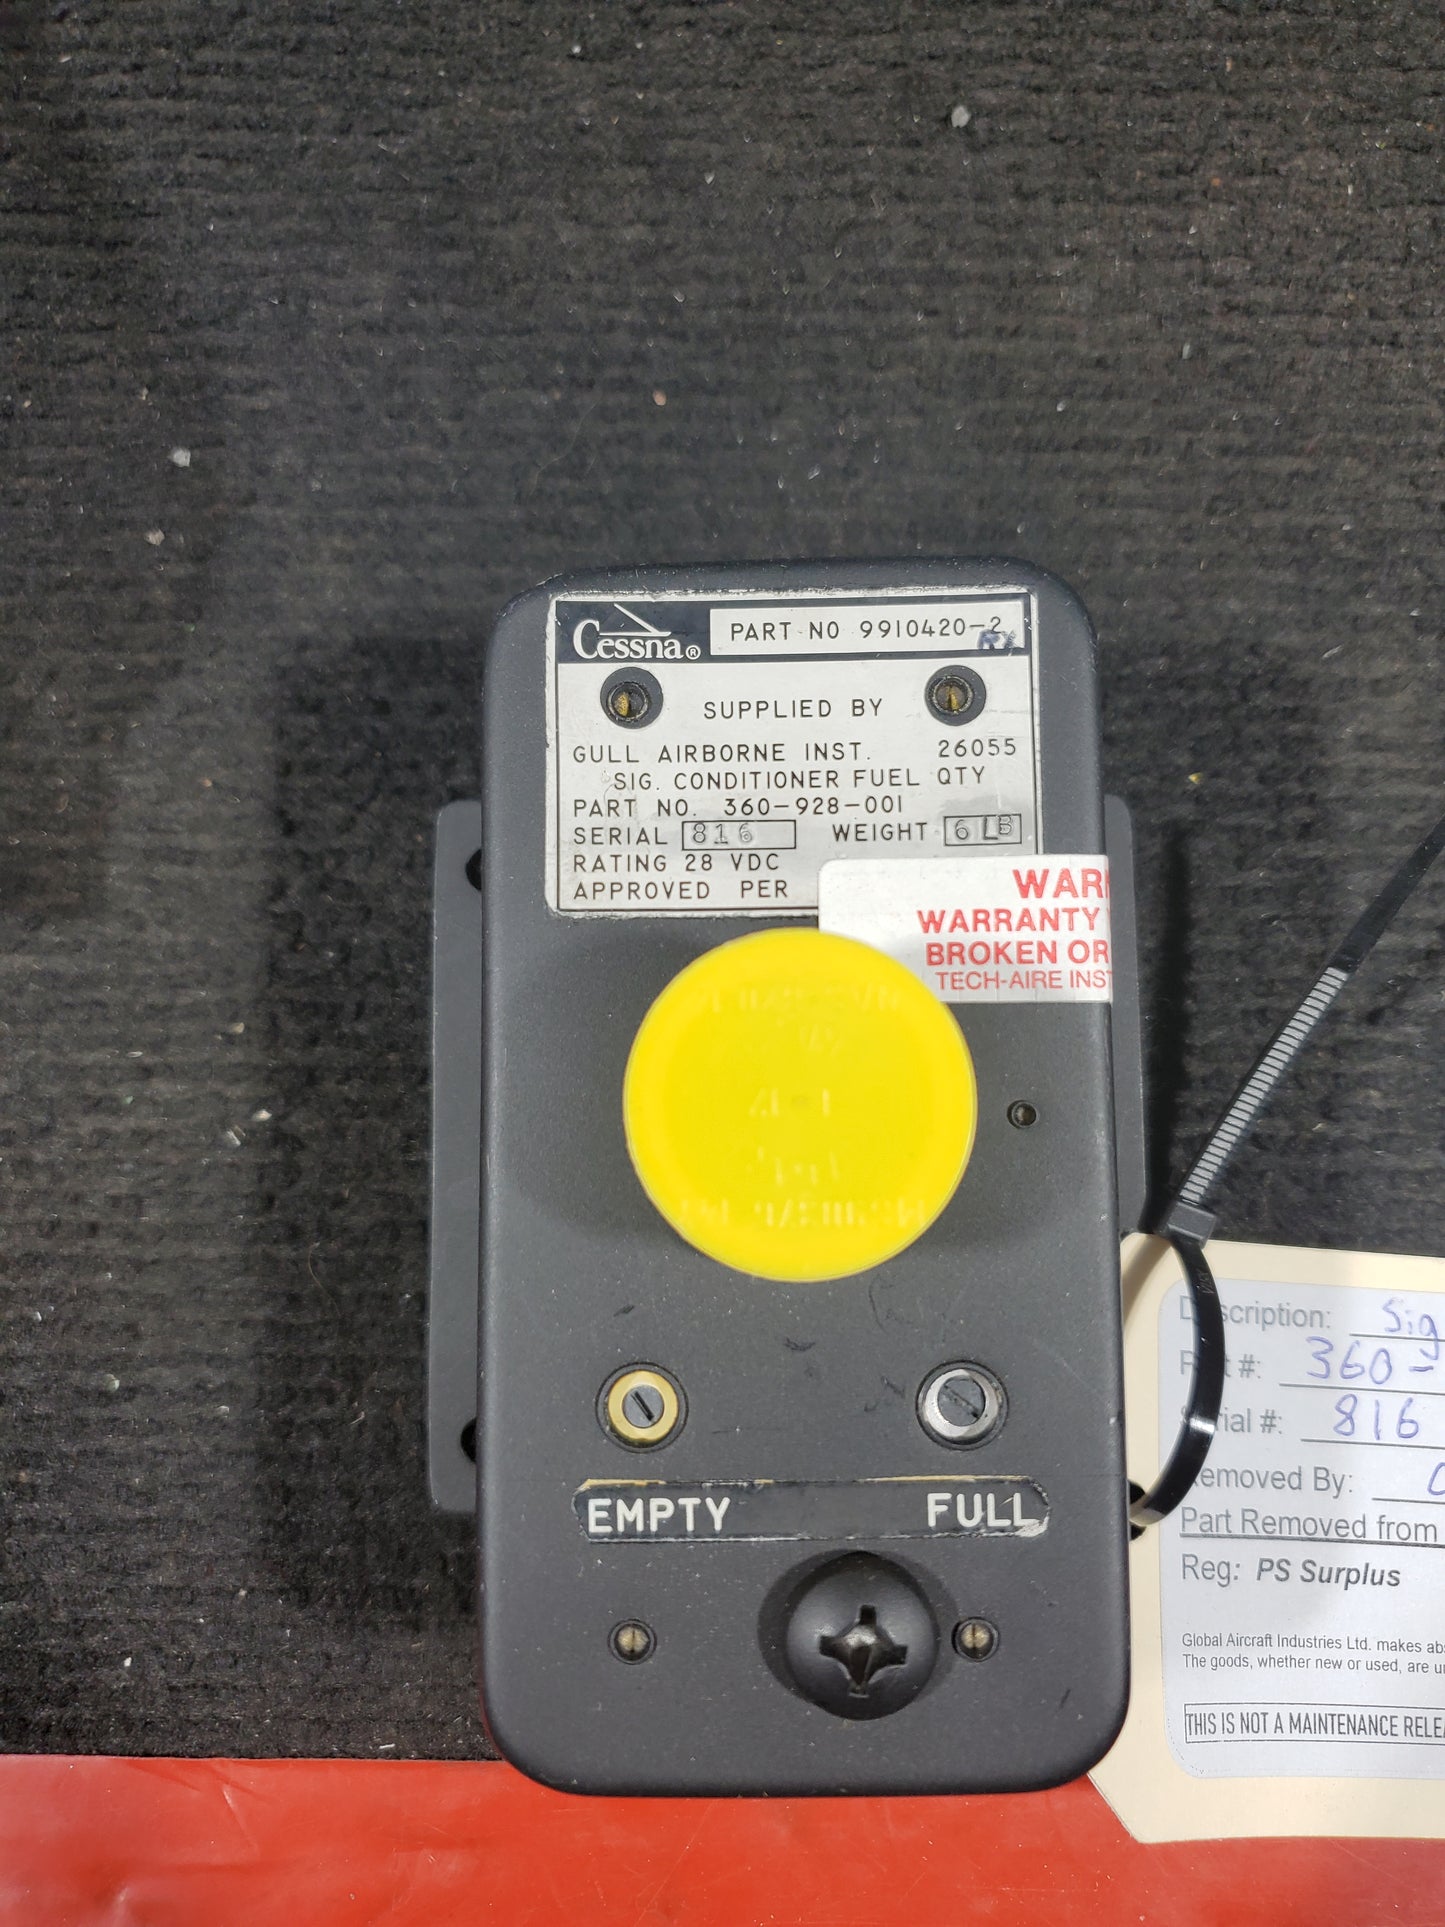 Cessna® PART NO 9910420-2
SUPPLIED BY
GULL AIRBORNE INST. 26055
SIG. CONDITIONER FUEL QTY
PART NO. 360-928-001
SERIAL 816 WEIGHT 6 LB
RATING 28 VDC
APPROVED PER
WARRANTY
BROKEN OR
TECH-AIRE
EMPTY FULL
scription: Sig
#: 360-
rial #: 816
emoved By:
Part Removed from
Reg: PS Surplus
Global Aircraft Industries Ltd. makes
The goods, whether new or used, are
THIS IS NOT A MAINTENANCE